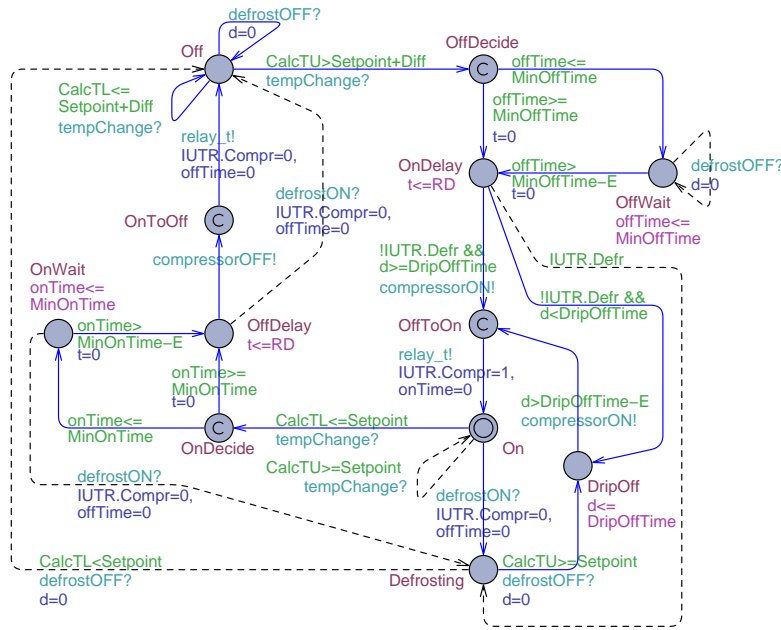 defrostOFF?
d=0
Off
CalcTU>Setpoint+Diff
tempChange?
OffDecide
C
offTime<=
MinOffTime
CalcTL<=
Setpoint+Diff
tempChange?
offTime>=
MinOffTime
t=0
relay_t!
IUTR.Compr=0,
offTime=0
OnDelay
t<=RD
offTime>
MinOffTime−E
t=0
defrostOFF?
d=0
OffWait
offTime<=
MinOffTime
defrostON?
IUTR.Compr=0,
offTime=0
OnToOff
C
compressorOFF!
!IUTR.Defr &&
d>=DripOffTime
compressorON!
IUTR.Defr
!IUTR.Defr &&
d<DripOffTime
OnWait
onTime<=
MinOnTime
onTime>
MinOnTime−E
t=0
OffDelay
t<=RD
OffToOn
C
relay_t!
IUTR.Compr=1,
onTime=0
onTime>=
MinOnTime
t=0
d>DripOffTime−E
compressorON!
onTime<=
MinOnTime
C
OnDecide
CalcTL<=Setpoint
tempChange?
On
CalcTU>=Setpoint
tempChange?
defrostON?
IUTR.Compr=0,
offTime=0
defrostON?
IUTR.Compr=0,
offTime=0
DripOff
d<=
DripOffTime
CalcTL<Setpoint
defrostOFF?
d=0
Defrosting
CalcTU>=Setpoint
defrostOFF?
d=0